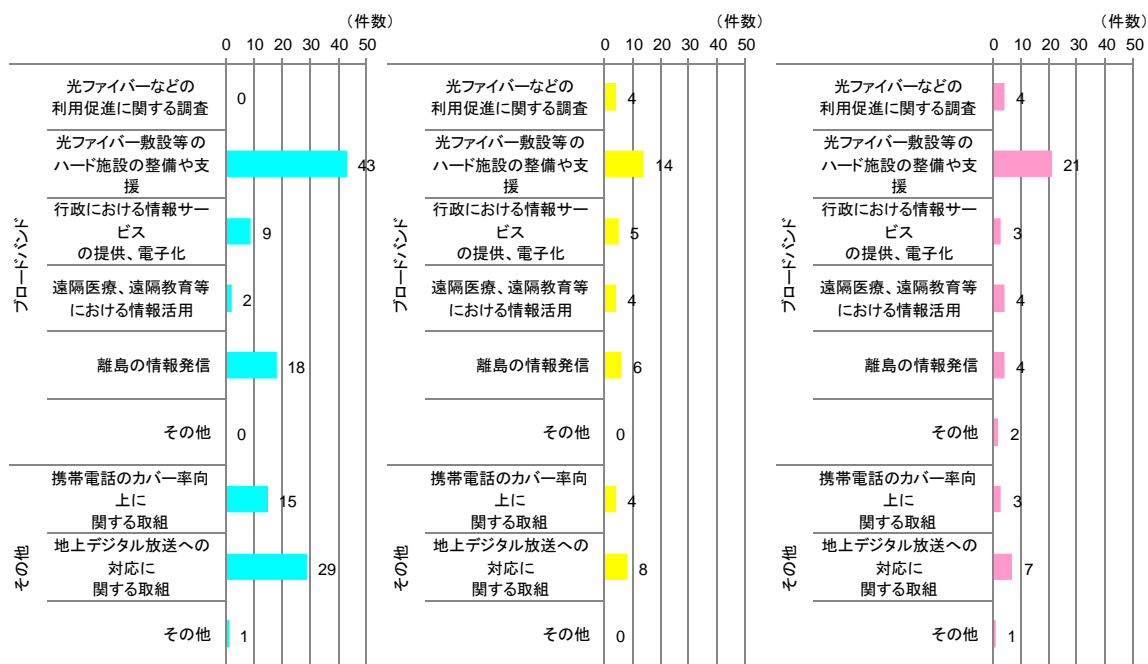 （件数）
0 10 20 30 40 50
ブロードバンド
光ファイバーなどの
利用促進に関する調査
0
光ファイバー敷設等の
ハード施設の整備や支
援
43
行政における情報サー
ビス
の提供、電子化
9
遠隔医療、遠隔教育等
における情報活用
2
離島の情報発信
18
その他
0
その他
携帯電話のカバー率向
上に
関する取組
15
地上デジタル放送への
対応に
関する取組
29
その他
1
（件数）
0 10 20 30 40 50
ブロードバンド
光ファイバーなどの
利用促進に関する調査
4
光ファイバー敷設等の
ハード施設の整備や支
援
14
行政における情報サー
ビス
の提供、電子化
5
遠隔医療、遠隔教育等
における情報活用
4
離島の情報発信
6
その他
0
その他
携帯電話のカバー率向
上に
関する取組
4
地上デジタル放送への
対応に
関する取組
8
その他
0
（件数）
0 10 20 30 40 50
ブロードバンド
光ファイバーなどの
利用促進に関する調査
4
光ファイバー敷設等の
ハード施設の整備や支
援
21
行政における情報サー
ビス
の提供、電子化
3
遠隔医療、遠隔教育等
における情報活用
4
離島の情報発信
4
その他
2
その他
携帯電話のカバー率向
上に
関する取組
3
地上デジタル放送への
対応に
関する取組
7
その他
1